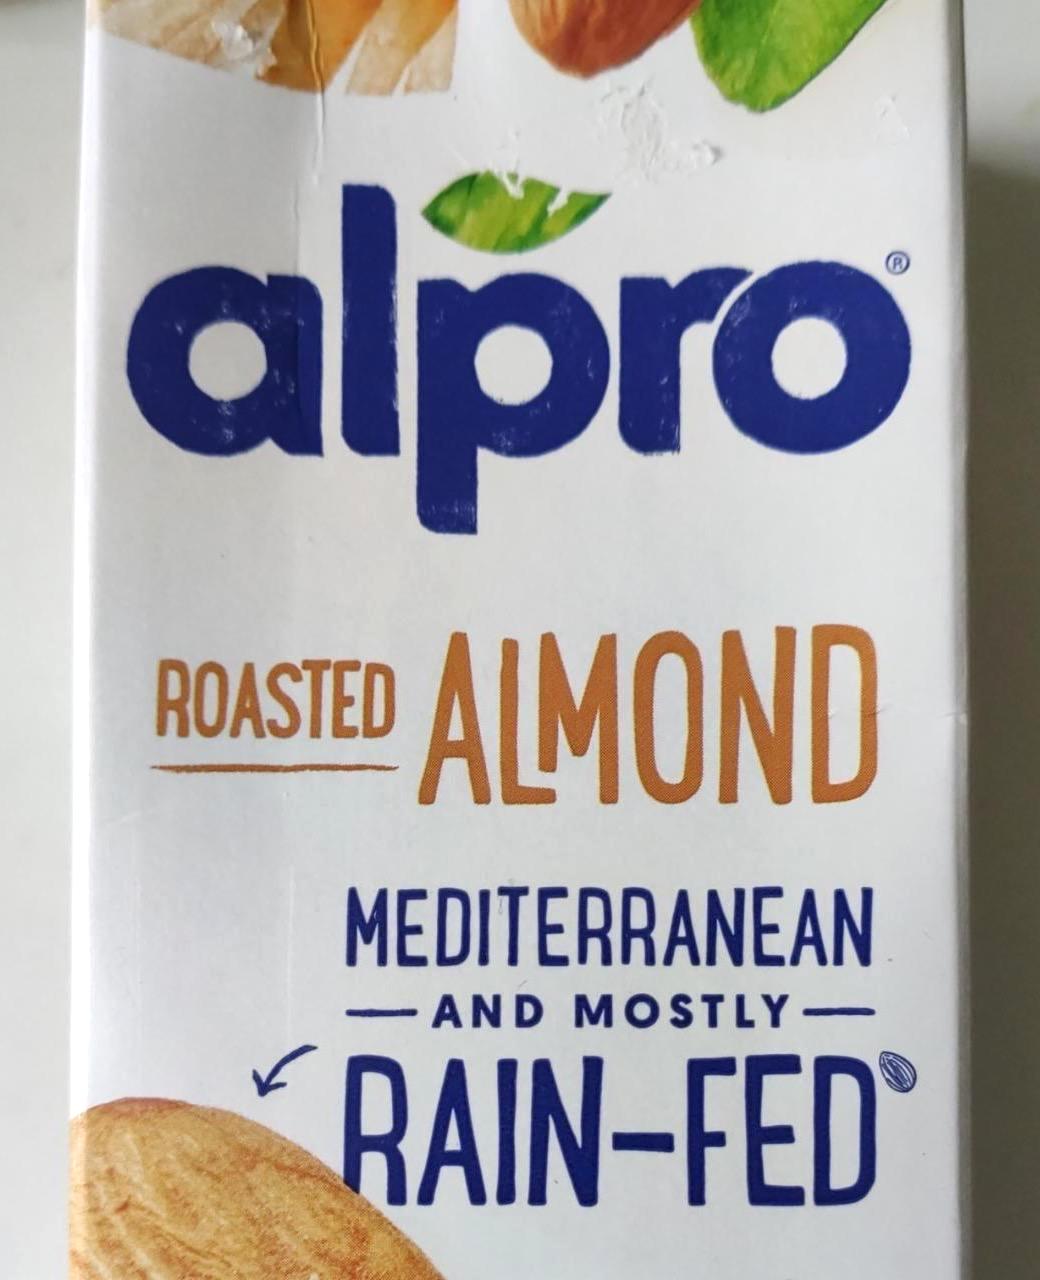 alpro®
ROASTED ALMOND
MEDITERRANEAN
AND MOSTLY
RAIN-FED